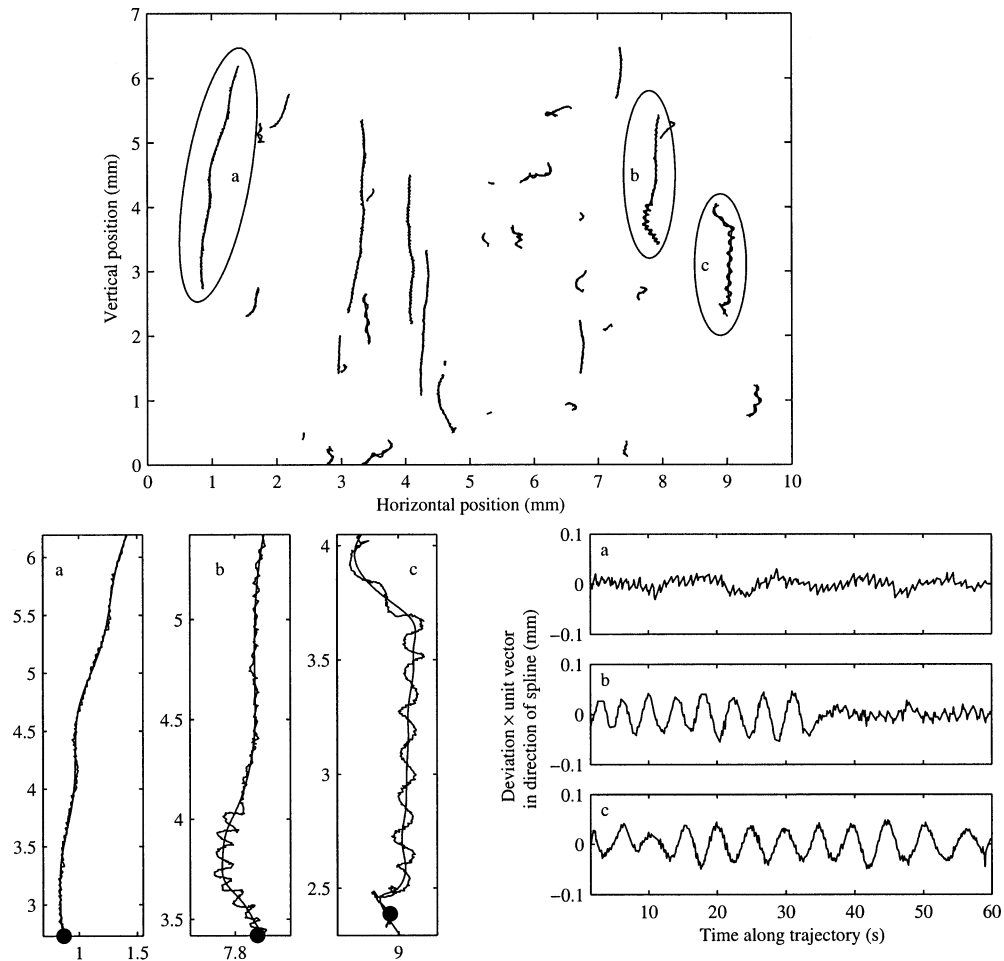 7
6
5
4
3
2
1
0
Vertical position (mm)
a
b
c
0 1 2 3 4 5 6 7 8 9 10
Horizontal position (mm)
a
6
5.5
5
4.5
4
3.5
3
1 1.5
b
5
4.5
4
3.5
7.8
c
4
3.5
3
2.5
9
Deviation × unit vector
in direction of spline (mm)
a
0.1
0
−0.1
b
0.1
0
−0.1
c
0.1
0
−0.1
10 20 30 40 50 60
Time along trajectory (s)